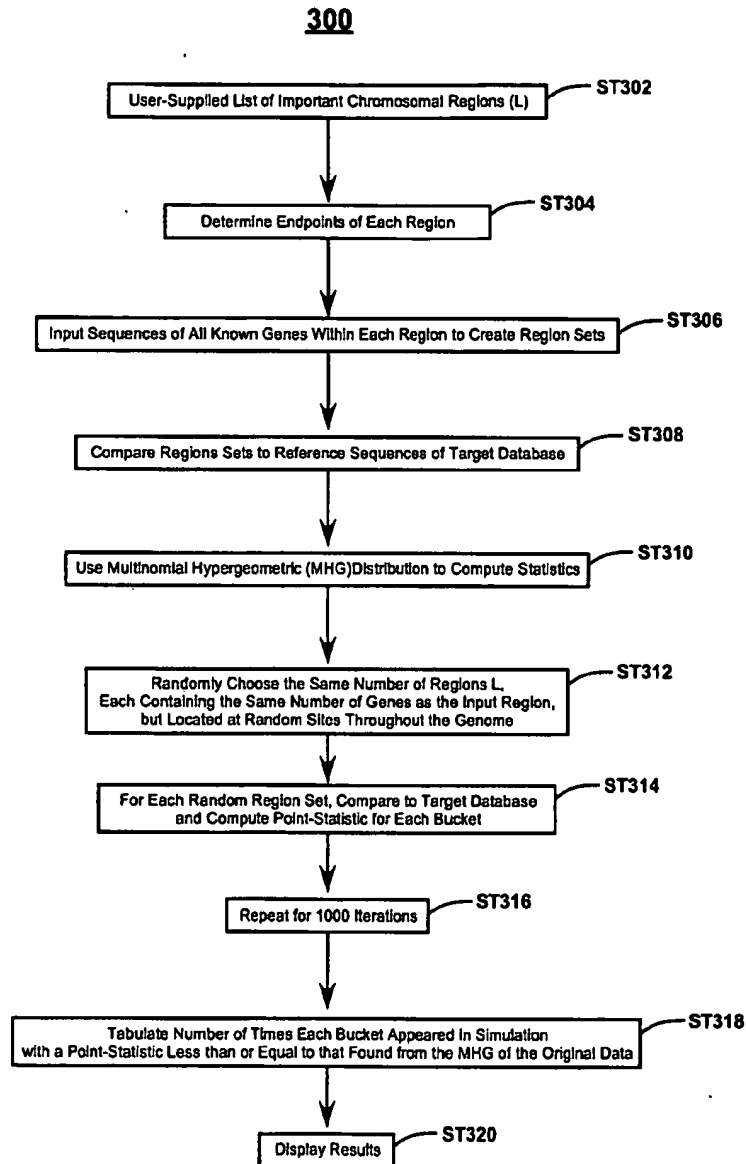 300
User-Supplied List of Important Chromosomal Regions (L)
ST302
Determine Endpoints of Each Region
ST304
Input Sequences of All Known Genes Within Each Region to Create Region Sets
ST306
Compare Regions Sets to Reference Sequences of Target Database
ST308
Use Multinomial Hypergeometric (MHG)Distribution to Compute Statistics
ST310
Randomly Choose the Same Number of Regions L,
Each Containing the Same Number of Genes as the Input Region,
but Located at Random Sites Throughout the Genome
ST312
For Each Random Region Set, Compare to Target Database
and Compute Point-Statistic for Each Bucket
ST314
Repeat for 1000 Iterations
ST316
Tabulate Number of Times Each Bucket Appeared In Simulation
with a Point-Statistic Less than or Equal to that Found from the MHG of the Original Data
ST318
Display Results
ST320